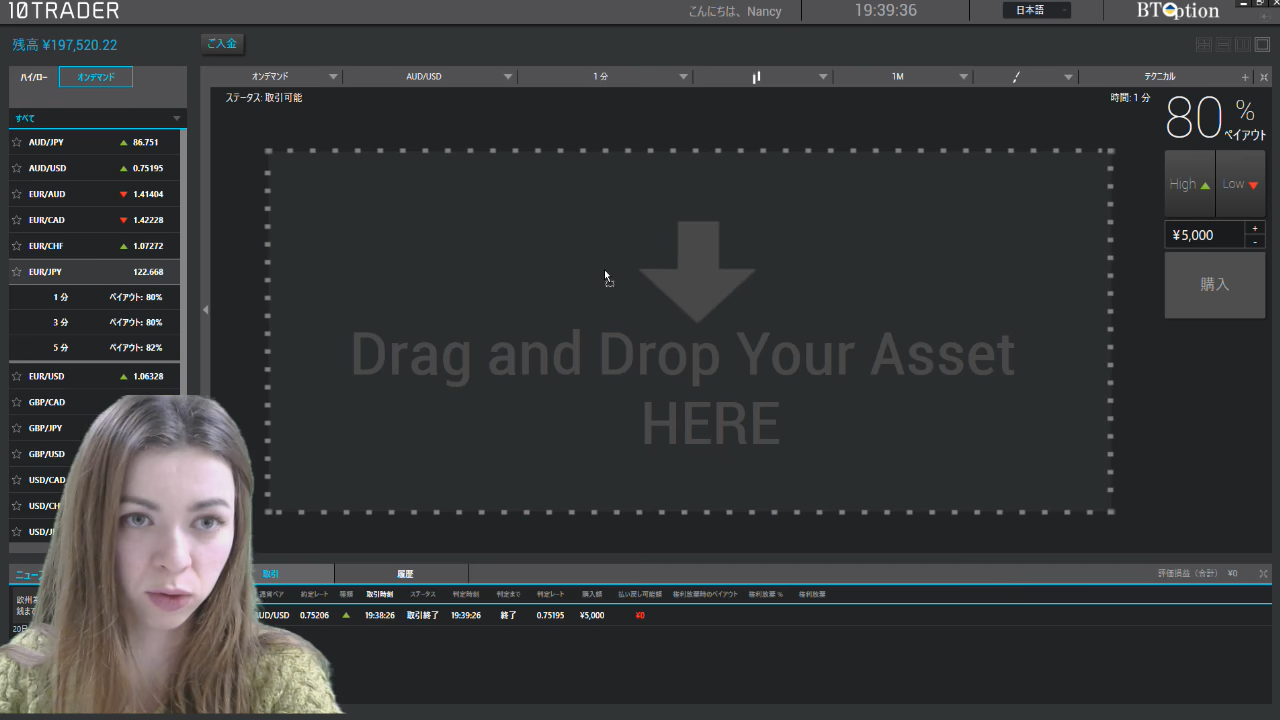 10TRADER
こんにちは、Nancy
19:39:36
日本語
BTOption
残高 ¥197,520.22
ご入金
ハイ/ロー オンデマンド
オンデマンド AUD/USD 1 分 1M テクニカル
ステータス: 取引可能
時間: 1 分
80 %
ペイアウト
すべて
AUD/JPY 86.751
AUD/USD 0.75195
EUR/AUD 1.41404
EUR/CAD 1.42228
EUR/CHF 1.07272
EUR/JPY 122.668
1 分 ペイアウト: 80%
3 分 ペイアウト: 80%
5 分 ペイアウト: 82%
EUR/USD 1.06328
GBP/CAD
GBP/JPY
GBP/USD
USD/CAD
High Low
¥5,000
+
-
購入
Drag and Drop Your Asset
HERE
取引 履歴
評価損益（合計） ¥0
約定レート 種類 取引時刻 ステータス 判定時刻 判定まで 判定レート 購入額 払い戻し可能額 権利放棄時のペイアウト 権利放棄 % 権利放棄
0.75206 19:38:26 取引終了 19:39:26 終了 0.75195 ¥5,000 ¥0